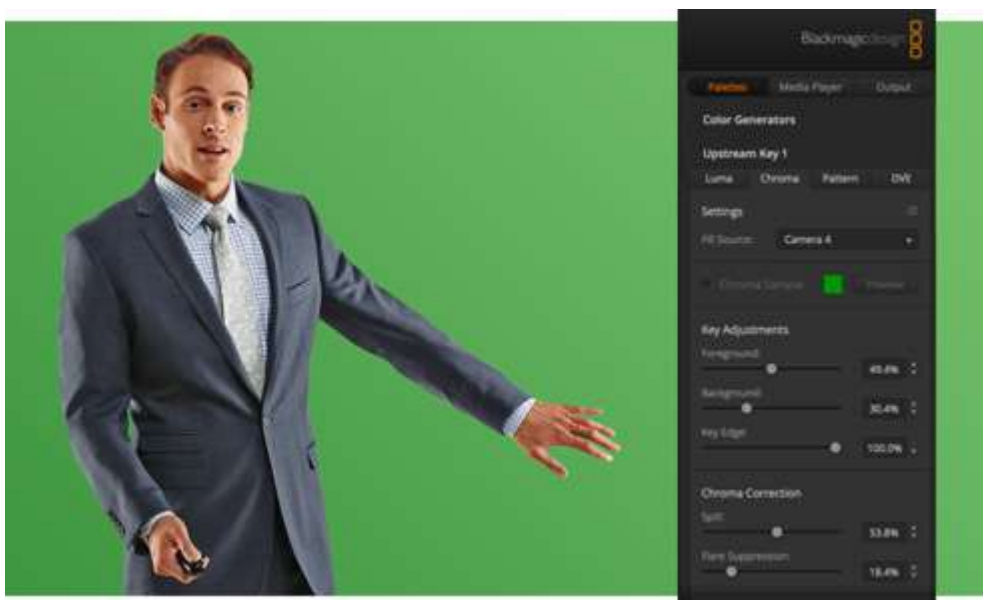 Blackmagicdesign
Palettes Media Player Output
Color Generators
Upstream Key 1
Luma Chroma Pattern DVE
Settings
Fill Source: Camera 4
Chroma Sample Preview
Key Adjustments
Foreground:
49.4%
Background:
30.4%
Key Edge:
100.0%
Chroma Correction
Spill:
53.8%
Flare Suppression:
18.4%